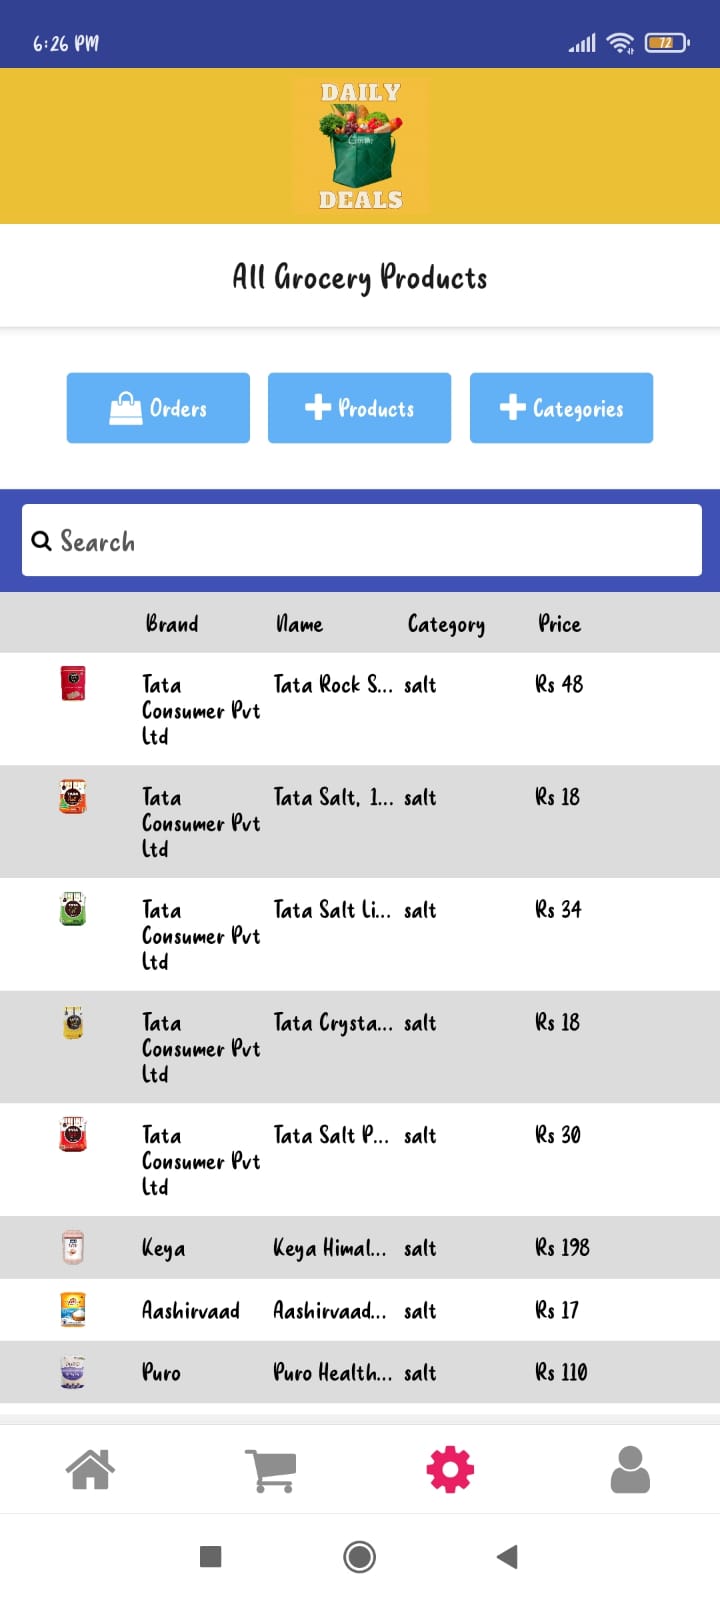 6:26 PM
72
DAILY
DEALS
All Grocery Products
Orders
Products
Categories
Search
Brand Name Category Price
Tata Consumer Pvt Ltd Tata Rock S... salt Rs 48
Tata Consumer Pvt Ltd Tata Salt, 1... salt Rs 18
Tata Consumer Pvt Ltd Tata Salt Li... salt Rs 34
Tata Consumer Pvt Ltd Tata Crysta... salt Rs 18
Tata Consumer Pvt Ltd Tata Salt P... salt Rs 30
Keya Keya Himal... salt Rs 198
Aashirvaad Aashirvaad... salt Rs 17
Puro Puro Health... salt Rs 110